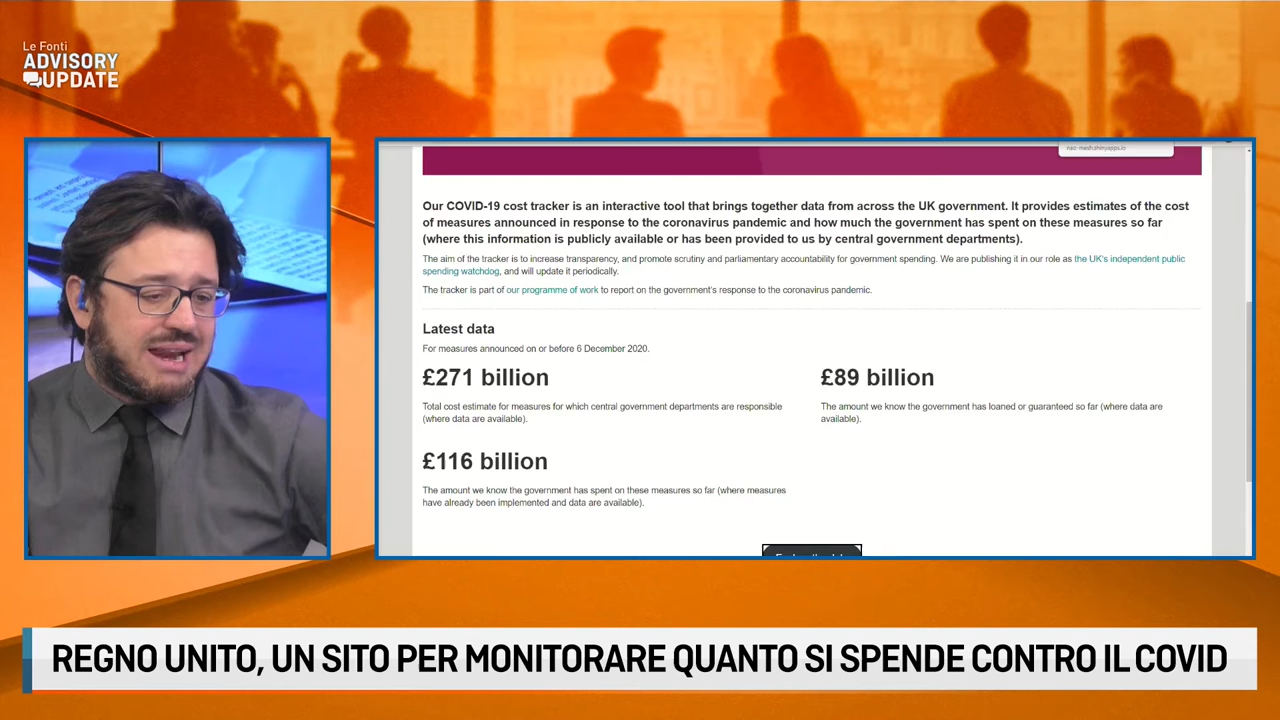 Le Fonti
ADVISORY
UPDATE
nao-mesh.shinyapps.io
Our COVID-19 cost tracker is an interactive tool that brings together data from across the UK government. It provides estimates of the cost
of measures announced in response to the coronavirus pandemic and how much the government has spent on these measures so far
(where this information is publicly available or has been provided to us by central government departments).
The aim of the tracker is to increase transparency, and promote scrutiny and parliamentary accountability for government spending. We are publishing it in our role as the UK's independent public
spending watchdog, and will update it periodically.
The tracker is part of our programme of work to report on the government's response to the coronavirus pandemic.
Latest data
For measures announced on or before 6 December 2020.
£271 billion
Total cost estimate for measures for which central government departments are responsible
(where data are available).
£89 billion
The amount we know the government has loaned or guaranteed so far (where data are
available).
£116 billion
The amount we know the government has spent on these measures so far (where measures
have already been implemented and data are available).
REGNO UNITO, UN SITO PER MONITORARE QUANTO SI SPENDE CONTRO IL COVID